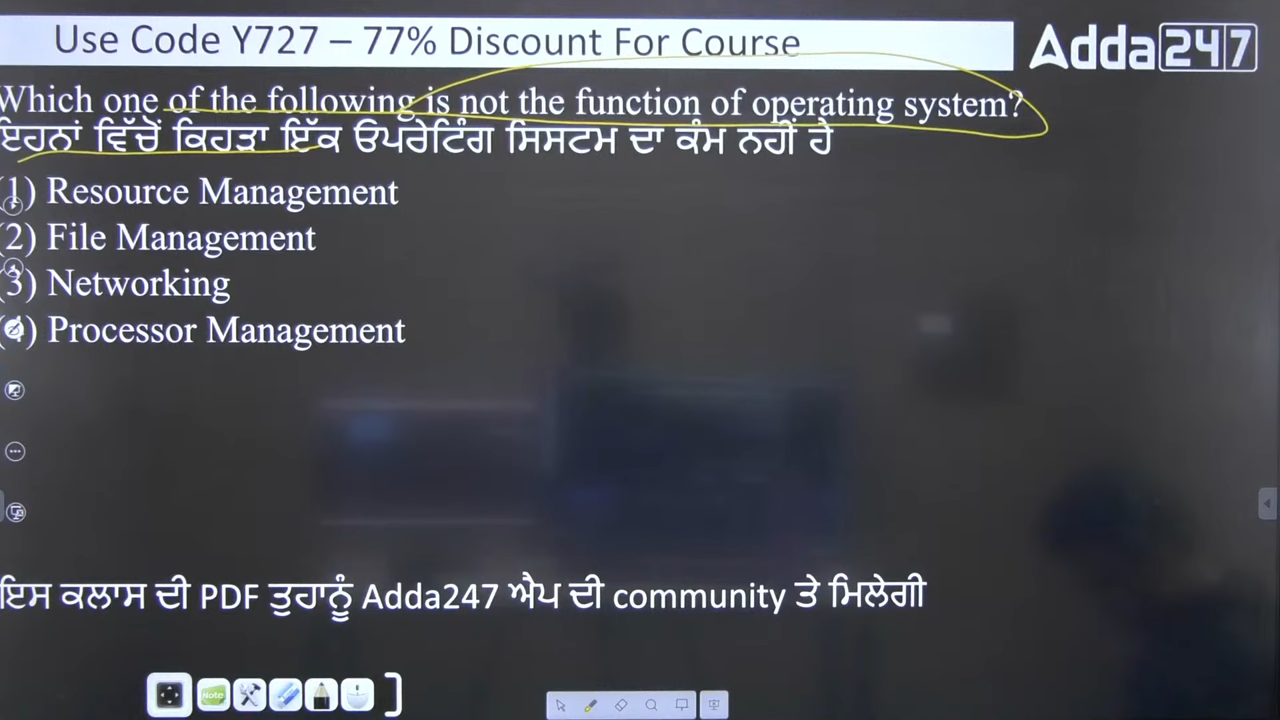 Use Code Y727 – 77% Discount For Course
Adda247
Which one of the following is not the function of operating system?
ਇਹਨਾਂ ਵਿੱਚੋਂ ਕਿਹੜਾ ਇੱਕ ਓਪਰੇਟਿੰਗ ਸਿਸਟਮ ਦਾ ਕੰਮ ਨਹੀਂ ਹੈ
(1) Resource Management
(2) File Management
(3) Networking
(4) Processor Management
ਇਸ ਕਲਾਸ ਦੀ PDF ਤੁਹਾਨੂੰ Adda247 ਐਪ ਦੀ community ਤੇ ਮਿਲੇਗੀ
Note